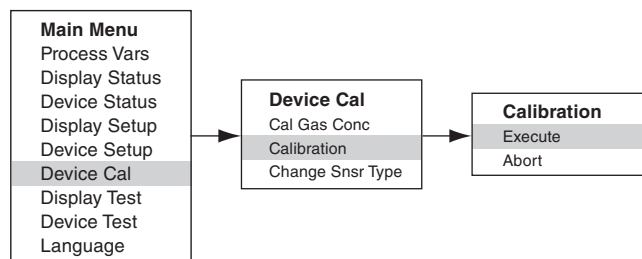 Main Menu
Process Vars
Display Status
Device Status
Display Setup
Device Setup
Device Cal
Display Test
Device Test
Language
Device Cal
Cal Gas Conc
Calibration
Change Snsr Type
Calibration
Execute
Abort